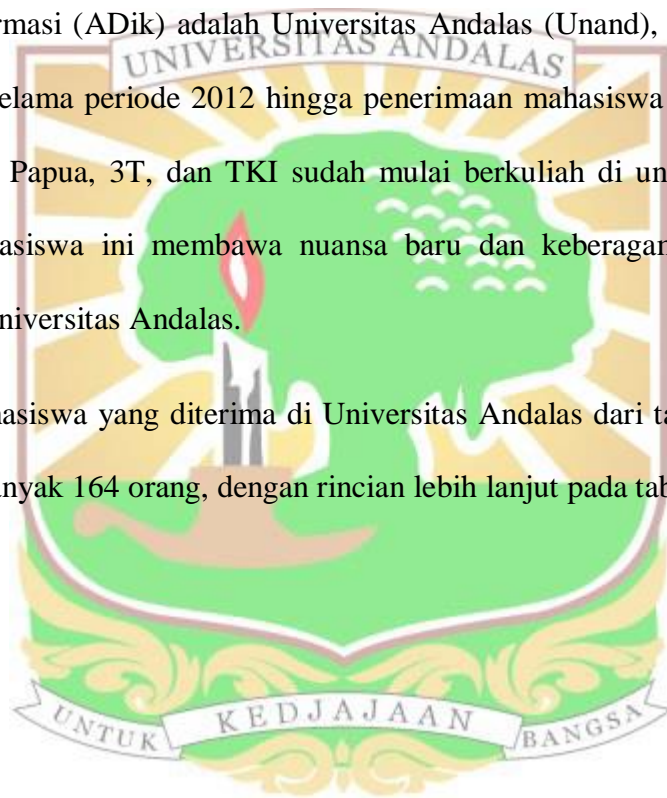 rmasi (ADik) adalah Universitas Andalas (Unand),
UNIVERSITAS ANDALAS
elama periode 2012 hingga penerimaan mahasiswa
Papua, 3T, dan TKI sudah mulai berkuliah di un
asiswa ini membawa nuansa baru dan keberagan
niversitas Andalas.
asiswa yang diterima di Universitas Andalas dari ta
anyak 164 orang, dengan rincian lebih lanjut pada tab
UNTUK KEDJAJAAN BANGSA